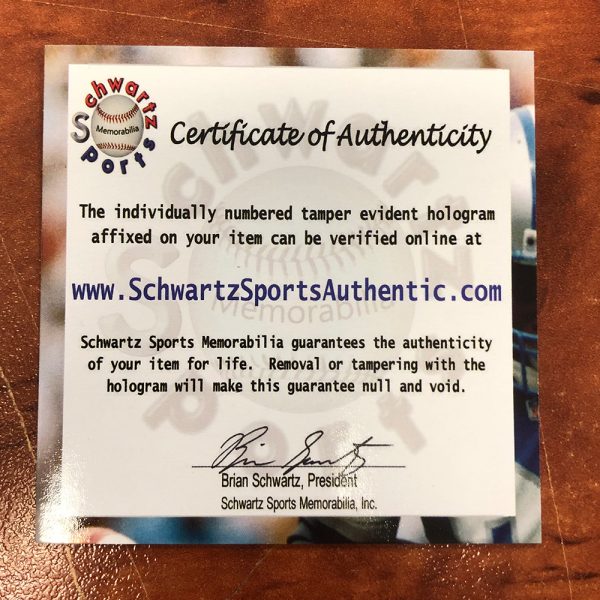 Schwartz
Sports
Memorabilia
Certificate of Authenticity
The individually numbered tamper evident hologram
affixed on your item can be verified online at
www.SchwartzSportsAuthentic.com
Schwartz Sports Memorabilia guarantees the authenticity
of your item for life. Removal or tampering with the
hologram will make this guarantee null and void.
Brian Schwartz, President
Schwartz Sports Memorabilia, Inc.